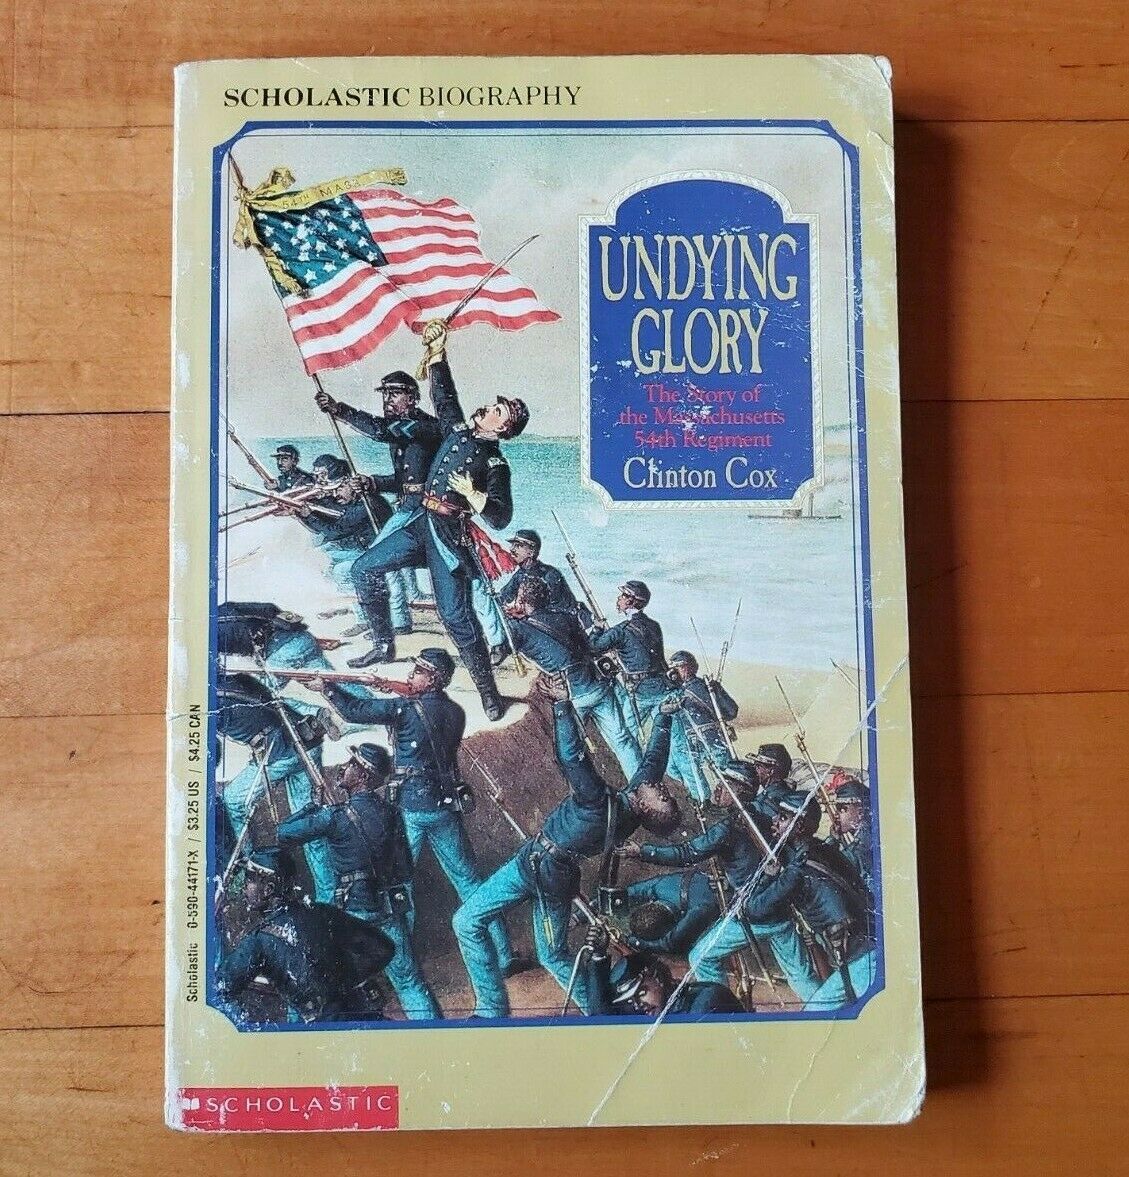 SCHOLASTIC BIOGRAPHY
54TH MASS
UNDYING
GLORY
The Story of
the Massachusetts
54th Regiment
Clinton Cox
Scholastic 0-590-44171-X / $3.25 US / $4.25 CAN
SCHOLASTIC